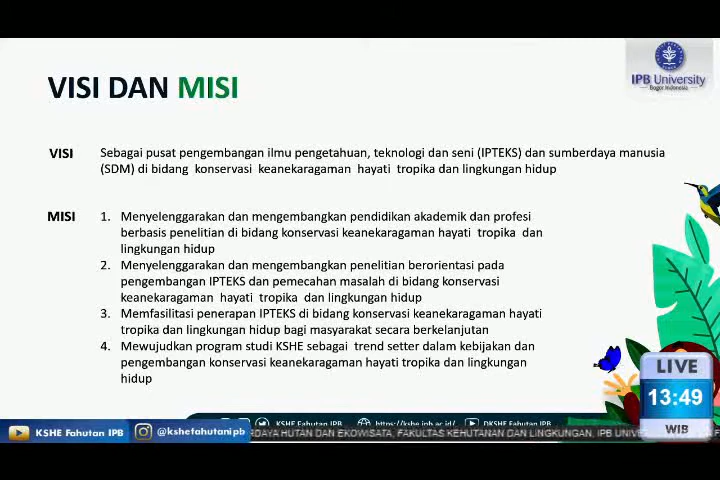 IPB University
Bogor Indonesia
VISI DAN MISI
VISI
Sebagai pusat pengembangan ilmu pengetahuan, teknologi dan seni (IPTEKS) dan sumberdaya manusia
(SDM) di bidang konservasi keanekaragaman hayati tropika dan lingkungan hidup
MISI
1. Menyelenggarakan dan mengembangkan pendidikan akademik dan profesi
berbasis penelitian di bidang konservasi keanekaragaman hayati tropika dan
lingkungan hidup
2. Menyelenggarakan dan mengembangkan penelitian berorientasi pada
pengembangan IPTEKS dan pemecahan masalah di bidang konservasi
keanekaragaman hayati tropika dan lingkungan hidup
3. Memfasilitasi penerapan IPTEKS di bidang konservasi keanekaragaman hayati
tropika dan lingkungan hidup bagi masyarakat secara berkelanjutan
4. Mewujudkan program studi KSHE sebagai trend setter dalam kebijakan dan
pengembangan konservasi keanekaragaman hayati tropika dan lingkungan
hidup
LIVE
13:49
WIB
KSHE Fahutan IPB https://kshe.ipb.ac.id/ DKSHE Fahutan IPB
KSHE Fahutan IPB @kshefahutanipb
HUTAN DAN EKOWISATA, FAKULTAS KEHUTANAN DAN LINGKUNGAN, IPB